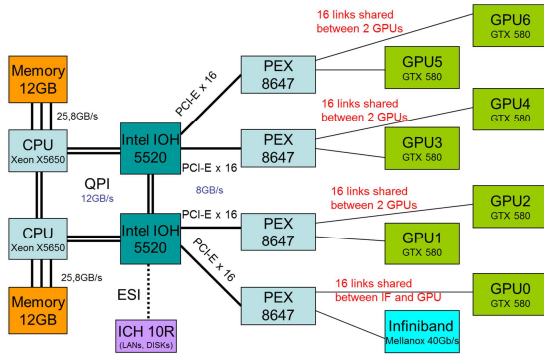 16 links shared
between 2 GPUs
GPU6
GTX 580
Memory
12GB
PEX
8647
GPU5
GTX 580
PCI-E x 16
25,8GB/s
CPU
Xeon X5650
Intel IOH
5520
16 links shared
between 2 GPUs
GPU4
GTX 580
PEX
8647
GPU3
GTX 580
PCI-E x 16
QPI
12GB/s
8GB/s
16 links shared
between 2 GPUs
GPU2
GTX 580
PCI-E x 16
CPU
Xeon X5650
Intel IOH
5520
PEX
8647
GPU1
GTX 580
PCI-E x 16
25,8GB/s
Memory
12GB
ESI
PEX
8647
16 links shared
between IF and GPU
GPU0
GTX 580
ICH 10R
(LANs, DISKs)
Infiniband
Mellanox 40Gb/s